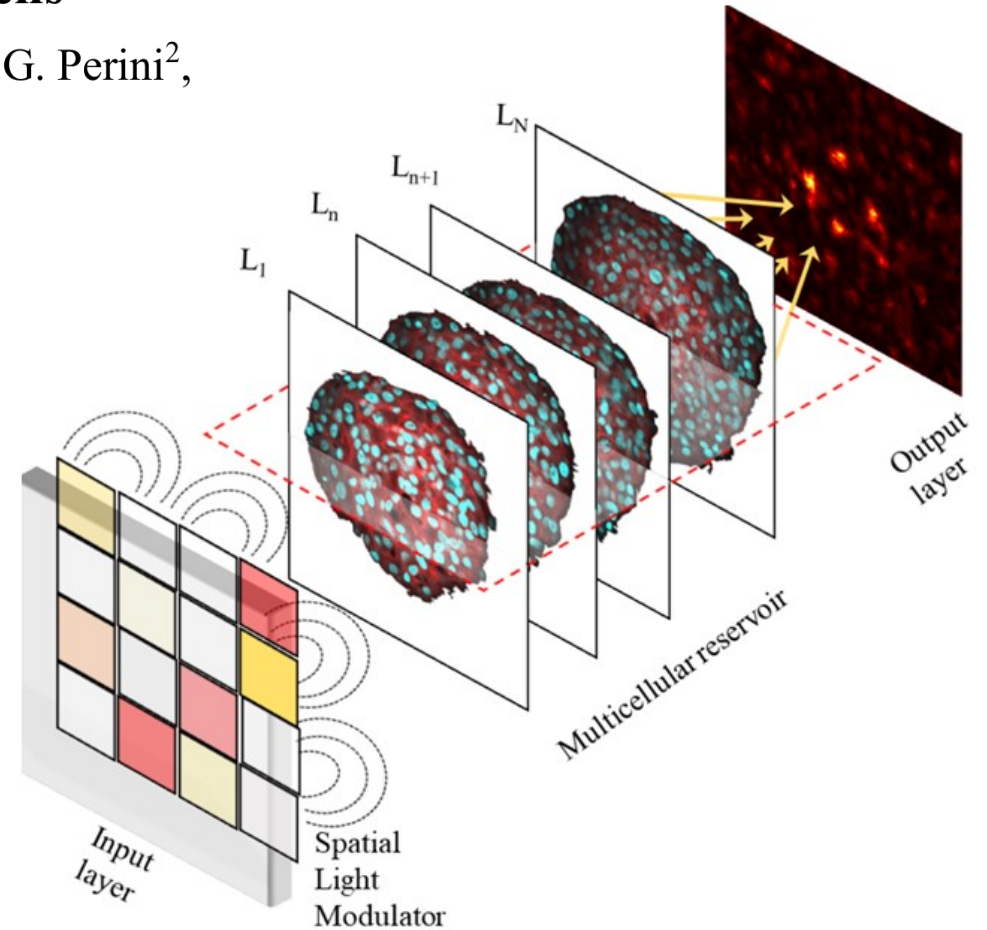 G. Perini²,
L_N
L_{n+1}
L_n
L_1
Output
layer
Multicellular reservoir
Input
layer
Spatial
Light
Modulator